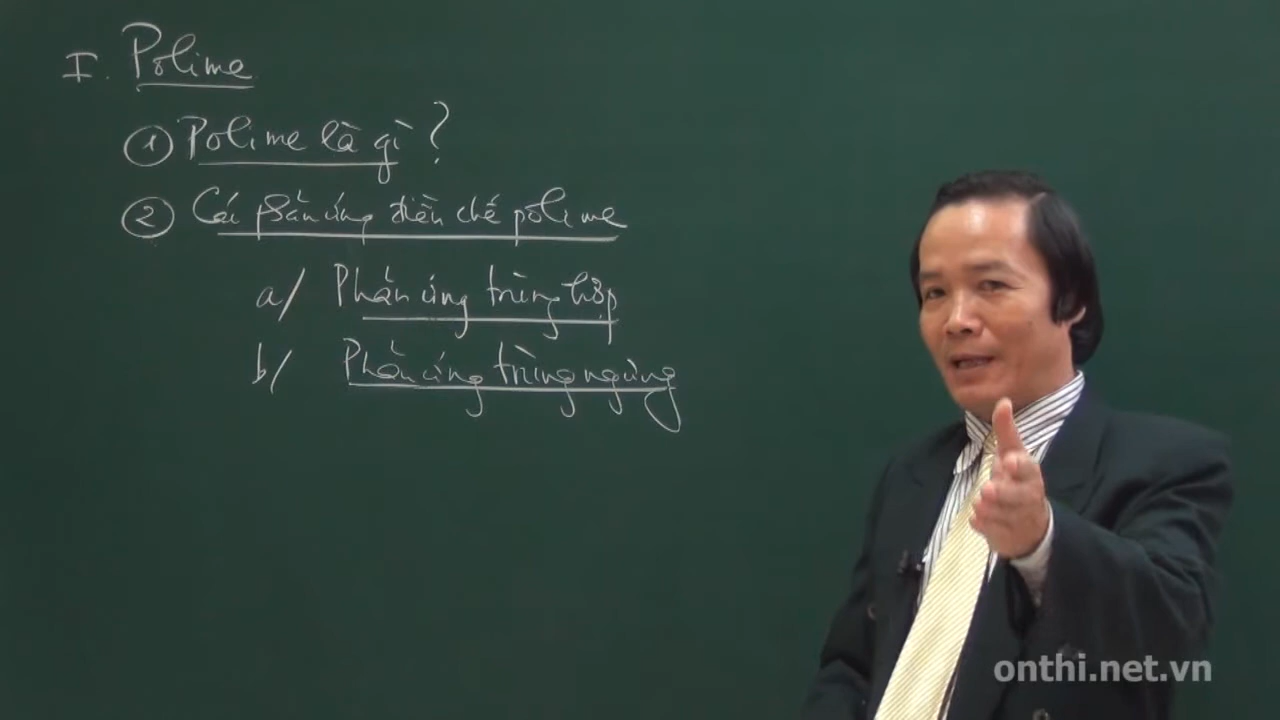 I. Polime
① Polime là gì?
② Các phản ứng điều chế polime
a/ Phản ứng trùng hợp
b/ Phản ứng trùng ngưng
onthi.net.vn